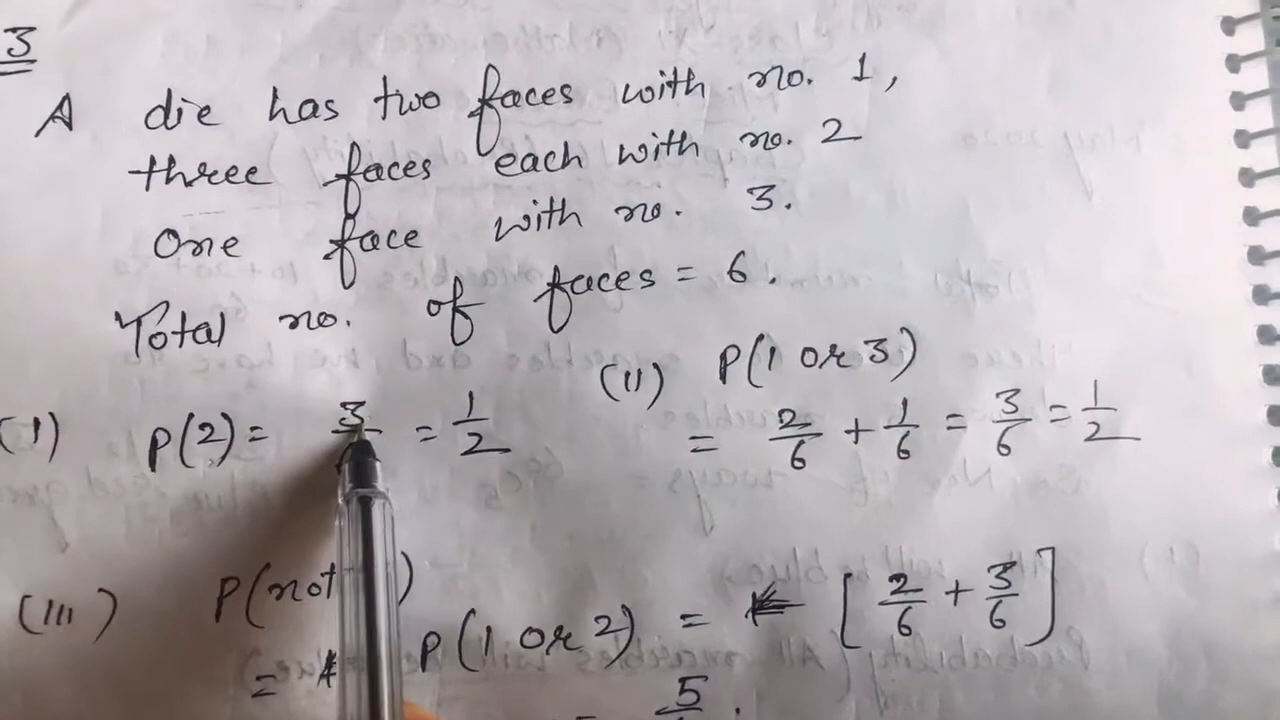 3
A die has two faces with no. 1,
three faces each with no. 2
One face with no. 3.
Total no. of faces = 6.
(I) P(2) = 3 = 1/2
(II) P(1 or 3)
= 2/6 + 1/6 = 3/6 = 1/2
(III) P(not )
= P(1 or 2) = [2/6 + 3/6]
= 5